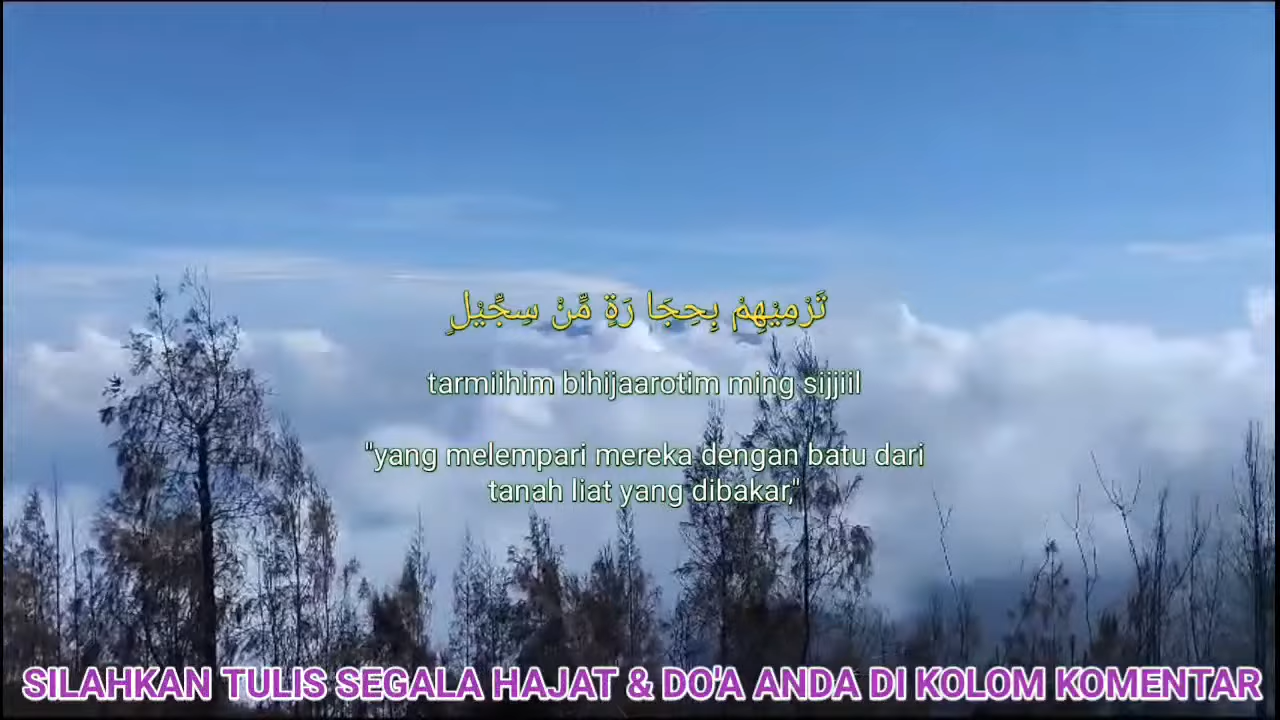 تَرْمِيْهِمْ بِحِجَا رَةٍ مِّنْ سِجِّيْلٍ
tarmiihim bihijaarotim ming sijjiil
"yang melempari mereka dengan batu dari
tanah liat yang dibakar,"
SILAHKAN TULIS SEGALA HAJAT & DO'A ANDA DI KOLOM KOMENTAR